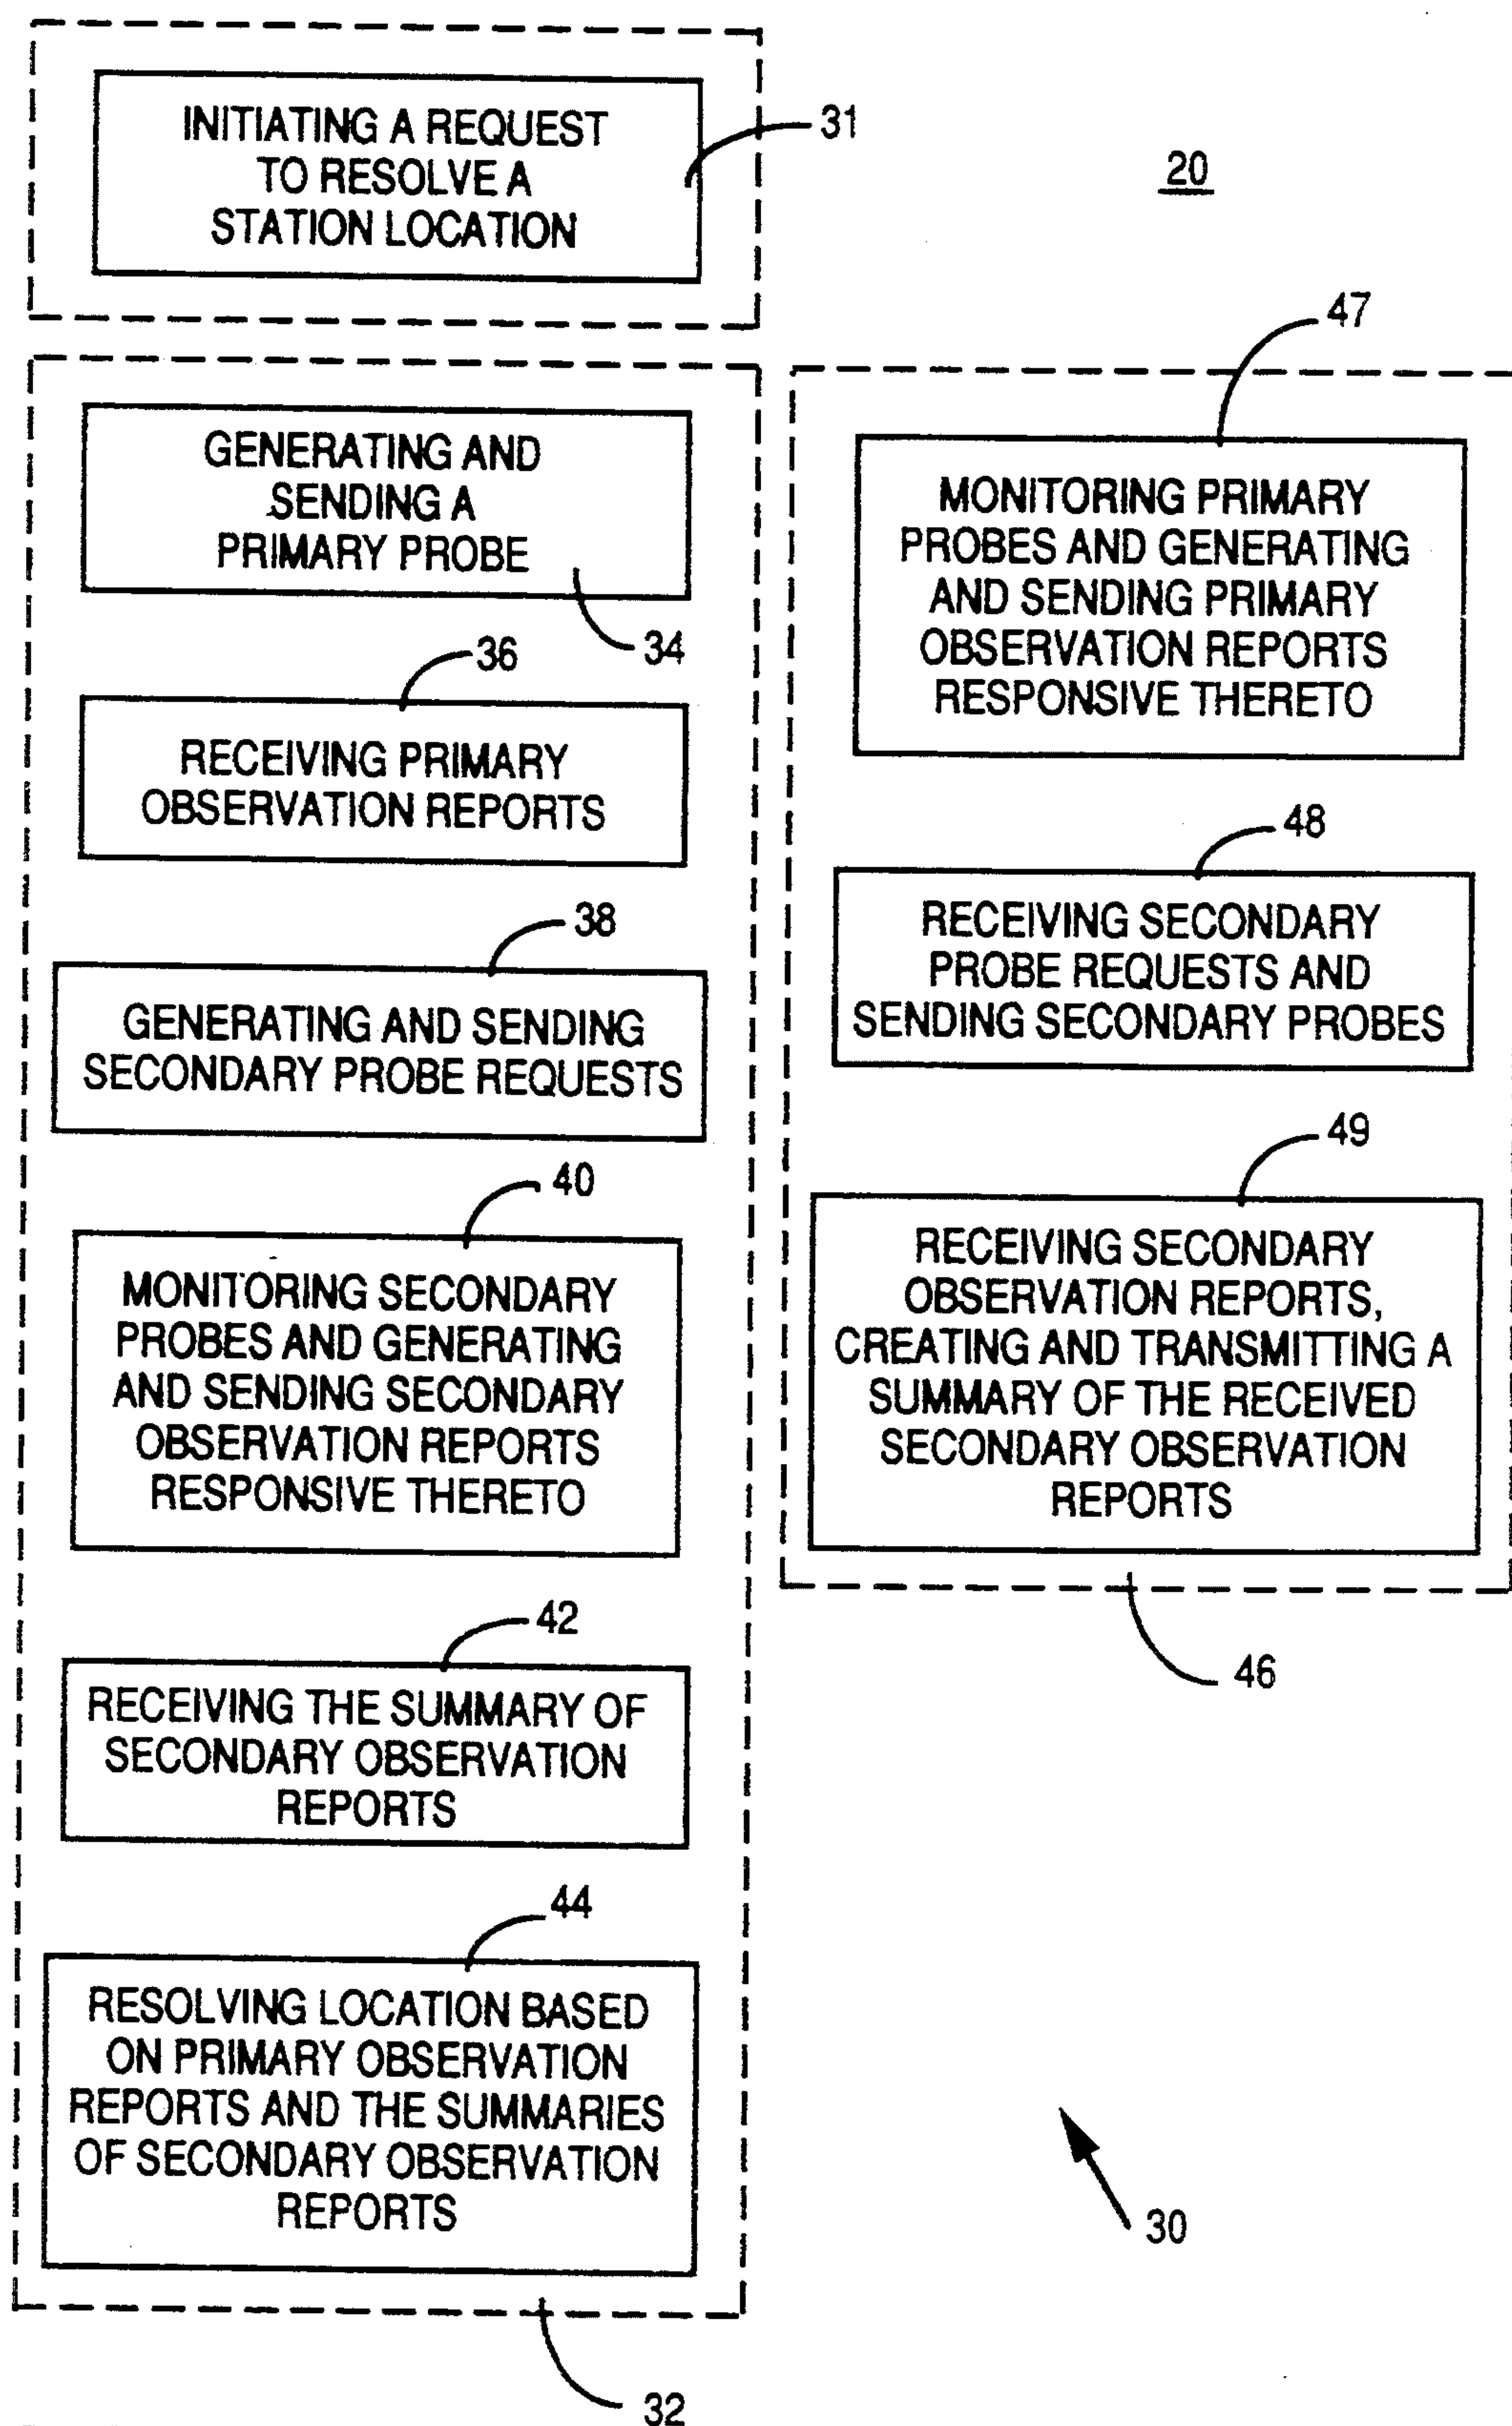 INITIATING A REQUEST
TO RESOLVE A
STATION LOCATION
31
20
GENERATING AND
SENDING A
PRIMARY PROBE
34
36
RECEIVING PRIMARY
OBSERVATION REPORTS
38
GENERATING AND SENDING
SECONDARY PROBE REQUESTS
40
MONITORING SECONDARY
PROBES AND GENERATING
AND SENDING SECONDARY
OBSERVATION REPORTS
RESPONSIVE THERETO
42
RECEIVING THE SUMMARY OF
SECONDARY OBSERVATION
REPORTS
44
RESOLVING LOCATION BASED
ON PRIMARY OBSERVATION
REPORTS AND THE SUMMARIES
OF SECONDARY OBSERVATION
REPORTS
32
47
MONITORING PRIMARY
PROBES AND GENERATING
AND SENDING PRIMARY
OBSERVATION REPORTS
RESPONSIVE THERETO
48
RECEIVING SECONDARY
PROBE REQUESTS AND
SENDING SECONDARY PROBES
49
RECEIVING SECONDARY
OBSERVATION REPORTS,
CREATING AND TRANSMITTING A
SUMMARY OF THE RECEIVED
SECONDARY OBSERVATION
REPORTS
46
30